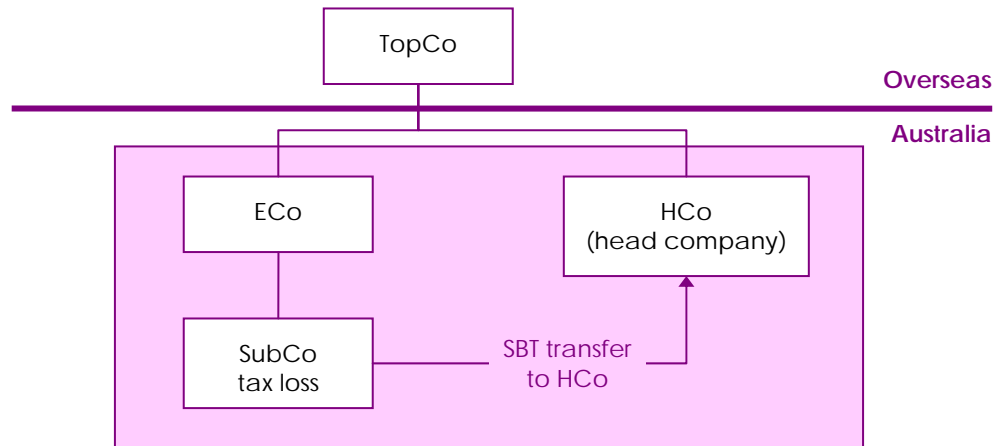 TopCo
Overseas
Australia
ECo
HCo
(head company)
SubCo
tax loss
SBT transfer
to HCo